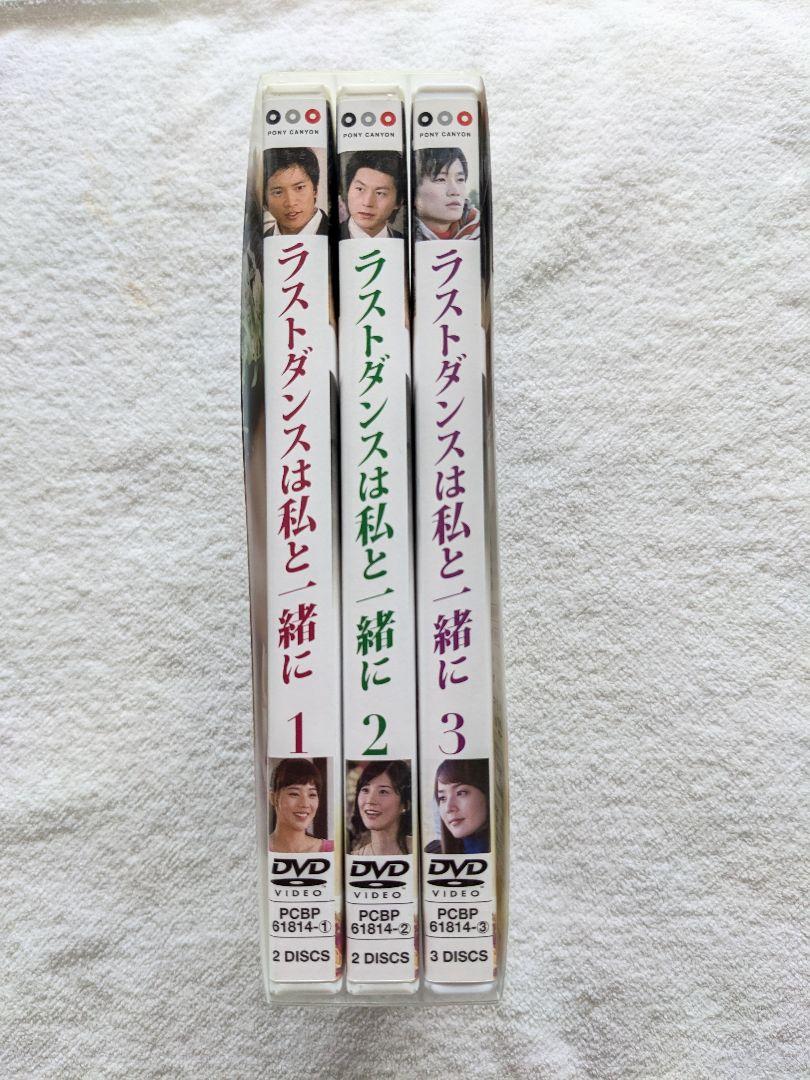 PONY CANYON
ラストダンスは私と一緒に
1
DVD
VIDEO
PCBP
61814-①
2 DISCS
PONY CANYON
ラストダンスは私と一緒に
2
DVD
VIDEO
PCBP
61814-②
2 DISCS
PONY CANYON
ラストダンスは私と一緒に
3
DVD
VIDEO
PCBP
61814-③
3 DISCS